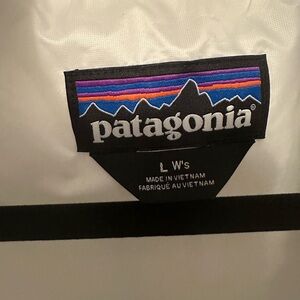 patagonia®
L W's
MADE IN VIETNAM
FABRIQUÉ AU VIETNAM